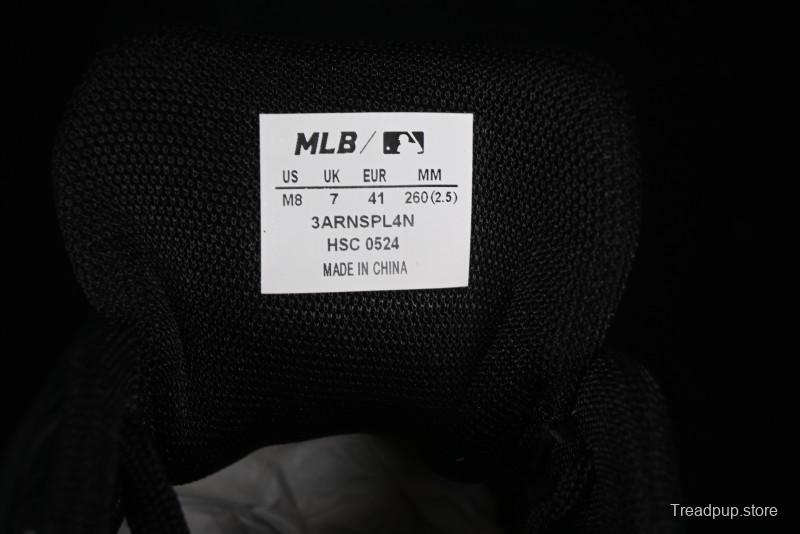 MLB/
US UK EUR MM
M8 7 41 260(2.5)
3ARNSPL4N
HSC 0524
MADE IN CHINA
Treadpup.store